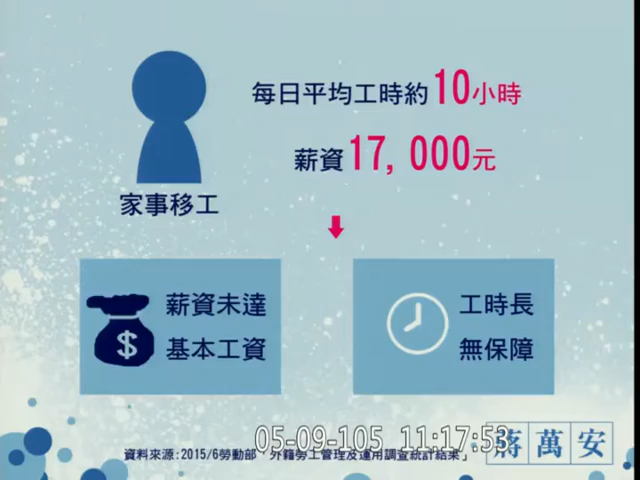 每日平均工時約10小時
薪資17, 000元
家事移工
薪資未達
基本工資
工時長
無保障
05-09-105 11:17:53
資料來源:2015/6勞動部「外籍勞工管理及運用調查統計結果」
蔣萬安